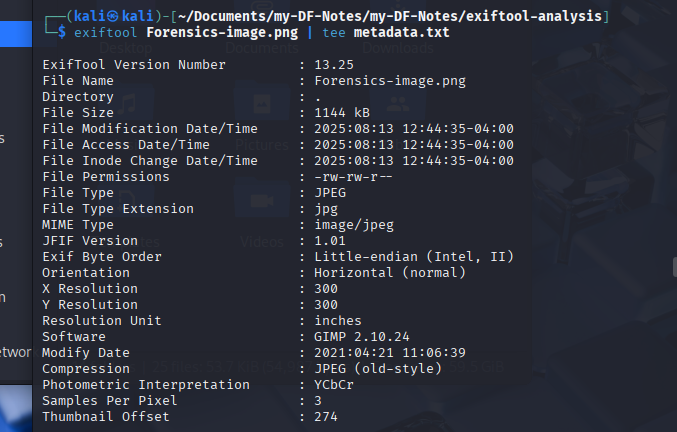 (kali㉿kali)-[~/Documents/my-DF-Notes/my-DF-Notes/exiftool-analysis]
$ exiftool Forensics-image.png | tee metadata.txt
ExifTool Version Number : 13.25
File Name : Forensics-image.png
Directory : .
File Size : 1144 kB
File Modification Date/Time : 2025:08:13 12:44:35-04:00
File Access Date/Time : 2025:08:13 12:44:35-04:00
File Inode Change Date/Time : 2025:08:13 12:44:35-04:00
File Permissions : -rw-rw-r--
File Type : JPEG
File Type Extension : jpg
MIME Type : image/jpeg
JFIF Version : 1.01
Exif Byte Order : Little-endian (Intel, II)
Orientation : Horizontal (normal)
X Resolution : 300
Y Resolution : 300
Resolution Unit : inches
Software : GIMP 2.10.24
Modify Date : 2021:04:21 11:06:39
Compression : JPEG (old-style)
Photometric Interpretation : YCbCr
Samples Per Pixel : 3
Thumbnail Offset : 274